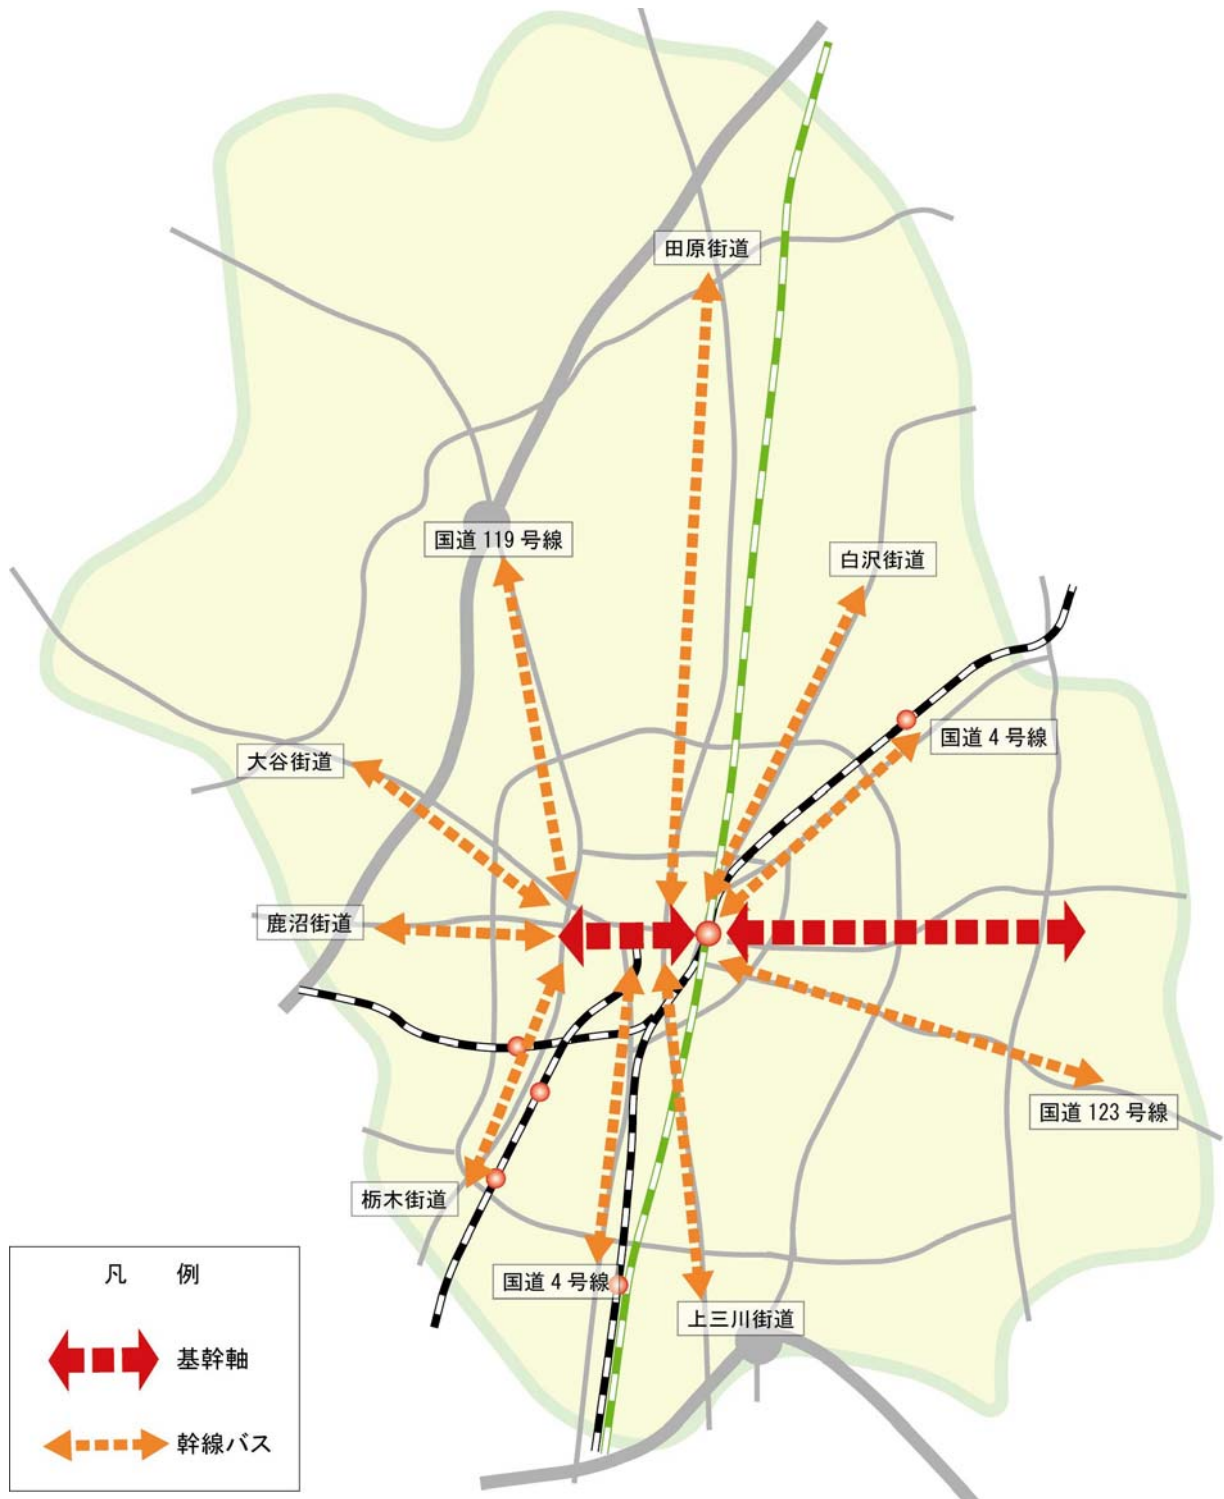 田原街道
国道 119 号線
白沢街道
国道 4 号線
大谷街道
鹿沼街道
国道 123 号線
栃木街道
国道 4 号線
上三川街道
凡　例
基幹軸
幹線バス